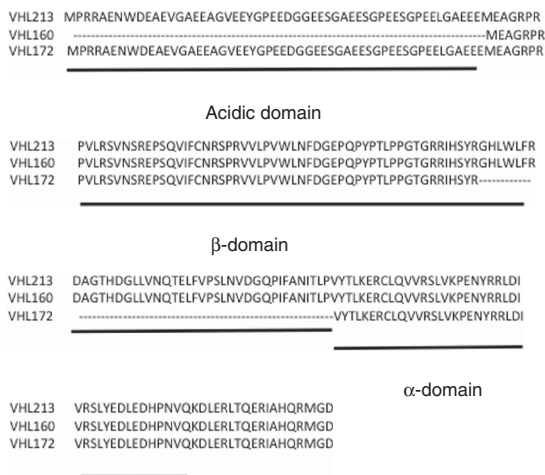 VHL213 MPRRAENWDEAEVGAEEAGVEEYGPEEDGGEESGAEESGPEESGPEELGAEEEMEAGRPR
VHL160 -----------------------------------------------------MEAGRPR
VHL172 MPRRAENWDEAEVGAEEAGVEEYGPEEDGGEESGAEESGPEESGPEELGAEEEMEAGRPR
Acidic domain
VHL213 PVLRSVNSREPSQVIFCNRSPRVVLPVWLNFDGEPQPYPTLPPGTGRRIHSYRGHLWLFR
VHL160 PVLRSVNSREPSQVIFCNRSPRVVLPVWLNFDGEPQPYPTLPPGTGRRIHSYRGHLWLFR
VHL172 PVLRSVNSREPSQVIFCNRSPRVVLPVWLNFDGEPQPYPTLPPGTGRRIHSYR------------
β-domain
VHL213 DAGTHDGLLVNQTELFVPSLNVDGQPIFANITLPVYTLKERCLQVVRSLVKPENYRRLDI
VHL160 DAGTHDGLLVNQTELFVPSLNVDGQPIFANITLPVYTLKERCLQVVRSLVKPENYRRLDI
VHL172 ------------------------------------------------------------VYTLKERCLQVVRSLVKPENYRRLDI
α-domain
VHL213 VRSLYEDLEDHPNVQKDLERLTQERIAHQRMGD
VHL160 VRSLYEDLEDHPNVQKDLERLTQERIAHQRMGD
VHL172 VRSLYEDLEDHPNVQKDLERLTQERIAHQRMGD